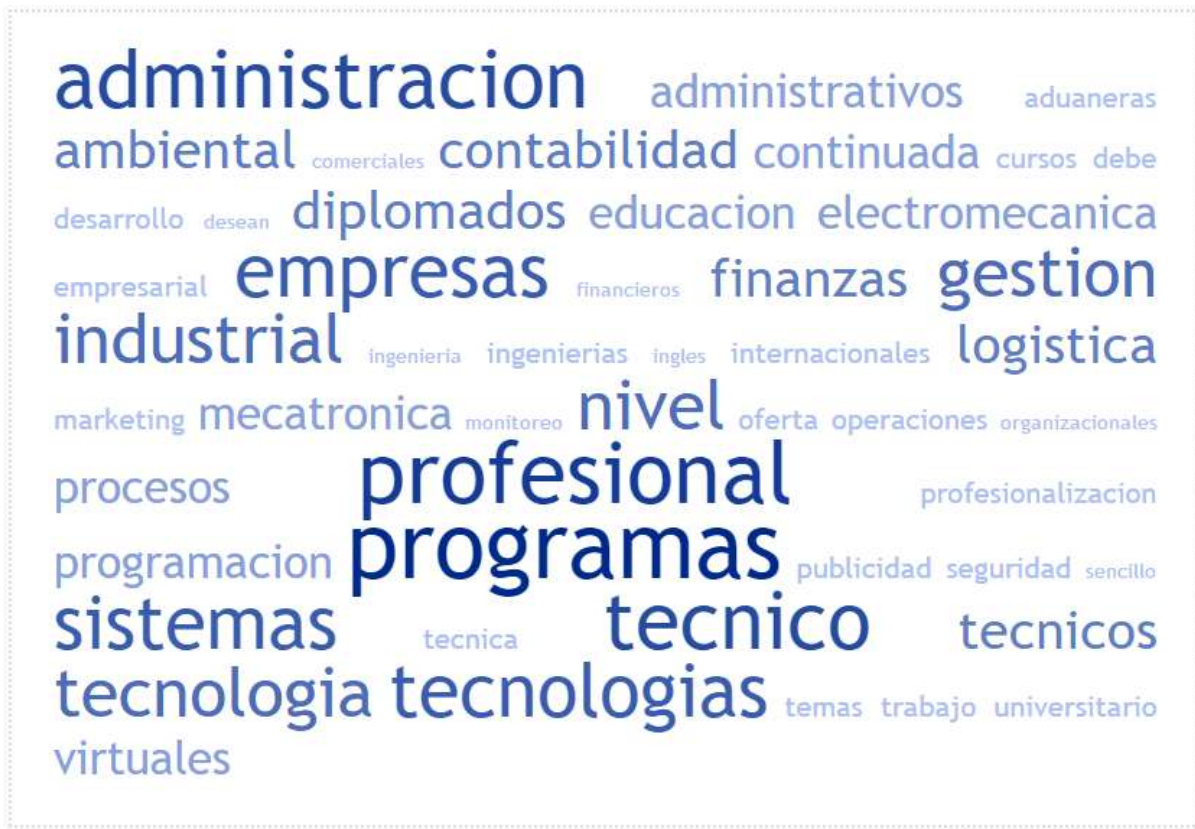 administracion administrativos aduaneras
ambiental comerciales contabilidad continuada cursos debe
desarrollo desean diplomados educacion electromecanica
empresarial empresas financieros finanzas gestion
industrial ingenieria ingenierias ingles internacionales logistica
marketing mecatronica monitoreo nivel oferta operaciones organizacionales
procesos profesional profesionalizacion
programacion programas publicidad seguridad sencillo
sistemas tecnica tecnico tecnicos
tecnologia tecnologias temas trabajo universitario
virtuales